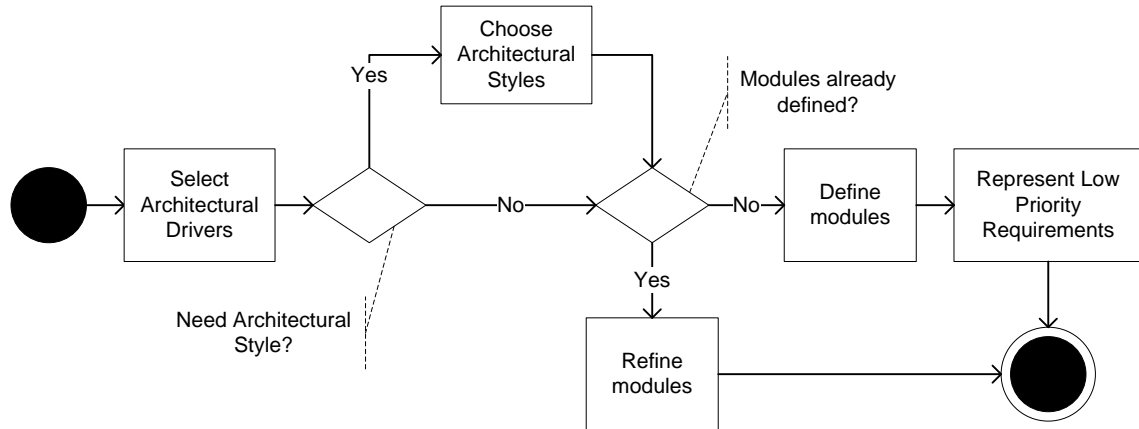 Choose
Architectural
Styles
Yes
Modules already
defined?
Select
Architectural
Drivers
No
No
Define
modules
Represent Low
Priority
Requirements
Yes
Need Architectural
Style?
Refine
modules